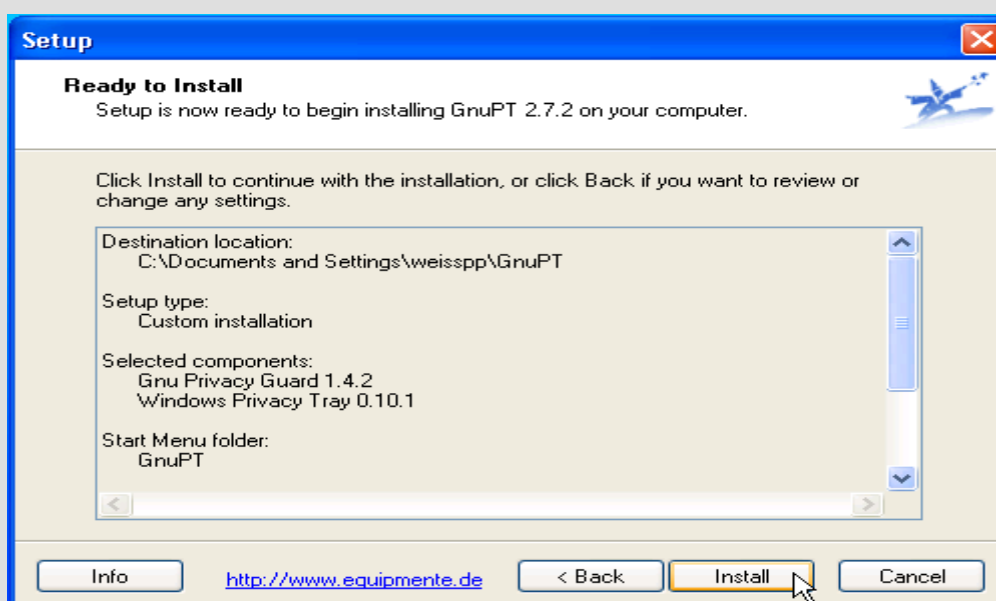 Setup
Ready to Install
Setup is now ready to begin installing GnuPT 2.7.2 on your computer.
Click Install to continue with the installation, or click Back if you want to review or
change any settings.
Destination location:
C:\Documents and Settings\weisspp\GnuPT
Setup type:
Custom installation
Selected components:
Gnu Privacy Guard 1.4.2
Windows Privacy Tray 0.10.1
Start Menu folder:
GnuPT
Info http://www.equipmente.de < Back Install Cancel